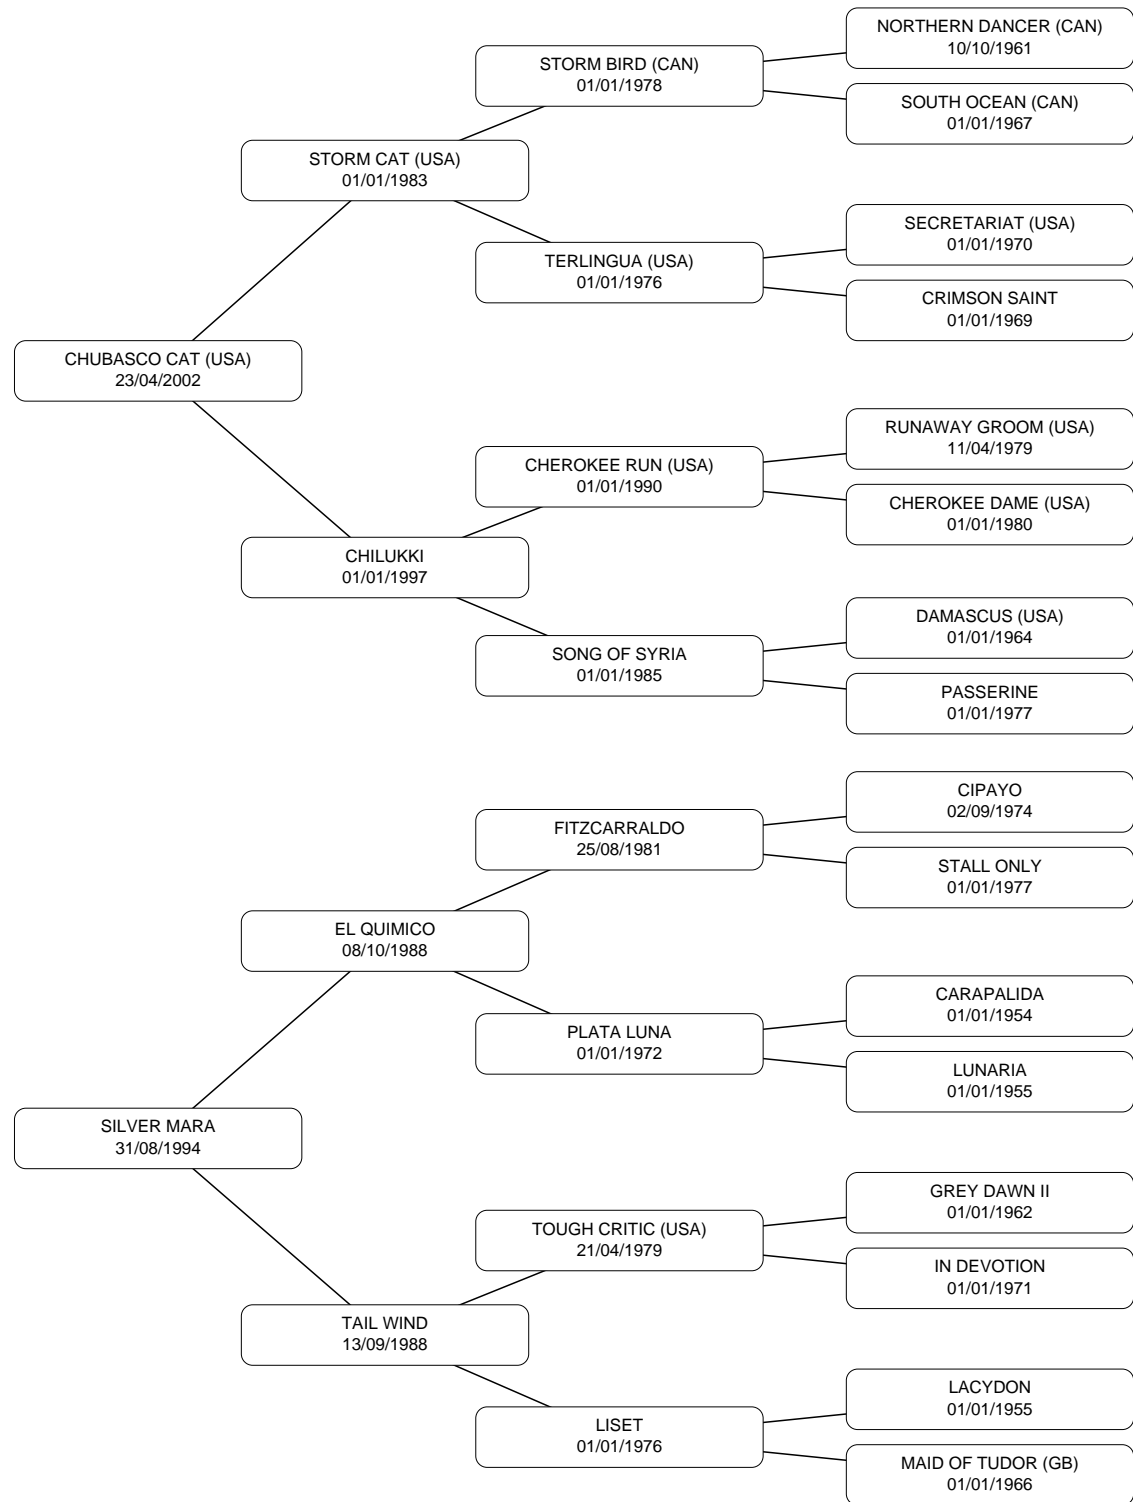 NORTHERN DANCER (CAN)
10/10/1961
STORM BIRD (CAN)
01/01/1978
SOUTH OCEAN (CAN)
01/01/1967
STORM CAT (USA)
01/01/1983
SECRETARIAT (USA)
01/01/1970
TERLINGUA (USA)
01/01/1976
CRIMSON SAINT
01/01/1969
CHUBASCO CAT (USA)
23/04/2002
RUNAWAY GROOM (USA)
11/04/1979
CHEROKEE RUN (USA)
01/01/1990
CHEROKEE DAME (USA)
01/01/1980
CHILUKKI
01/01/1997
DAMASCUS (USA)
01/01/1964
SONG OF SYRIA
01/01/1985
PASSERINE
01/01/1977
CIPAYO
02/09/1974
FITZCARRALDO
25/08/1981
STALL ONLY
01/01/1977
EL QUIMICO
08/10/1988
CARAPALIDA
01/01/1954
PLATA LUNA
01/01/1972
LUNARIA
01/01/1955
SILVER MARA
31/08/1994
GREY DAWN II
01/01/1962
TOUGH CRITIC (USA)
21/04/1979
IN DEVOTION
01/01/1971
TAIL WIND
13/09/1988
LACYDON
01/01/1955
LISET
01/01/1976
MAID OF TUDOR (GB)
01/01/1966